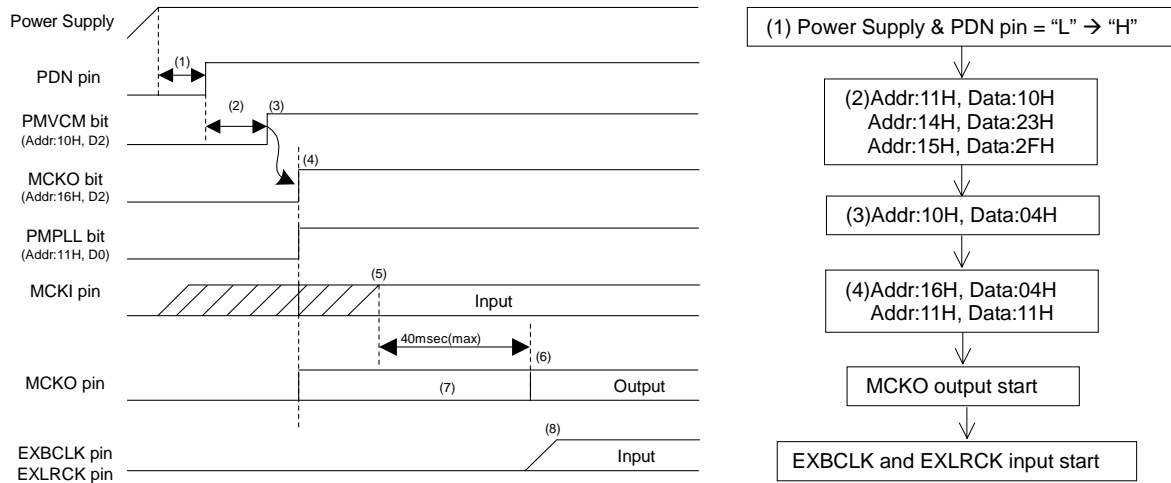 Power Supply
(1)
PDN pin
(2)
(3)
PMVCM bit
(Addr:10H, D2)
(4)
MCKO bit
(Addr:16H, D2)
PMPLL bit
(Addr:11H, D0)
(5)
MCKI pin
Input
40msec(max)
(6)
MCKO pin
(7)
Output
(8)
EXBCLK pin
EXLRCK pin
Input
(1) Power Supply & PDN pin = “L” → “H”
(2)Addr:11H, Data:10H
Addr:14H, Data:23H
Addr:15H, Data:2FH
(3)Addr:10H, Data:04H
(4)Addr:16H, Data:04H
Addr:11H, Data:11H
MCKO output start
EXBCLK and EXLRCK input start